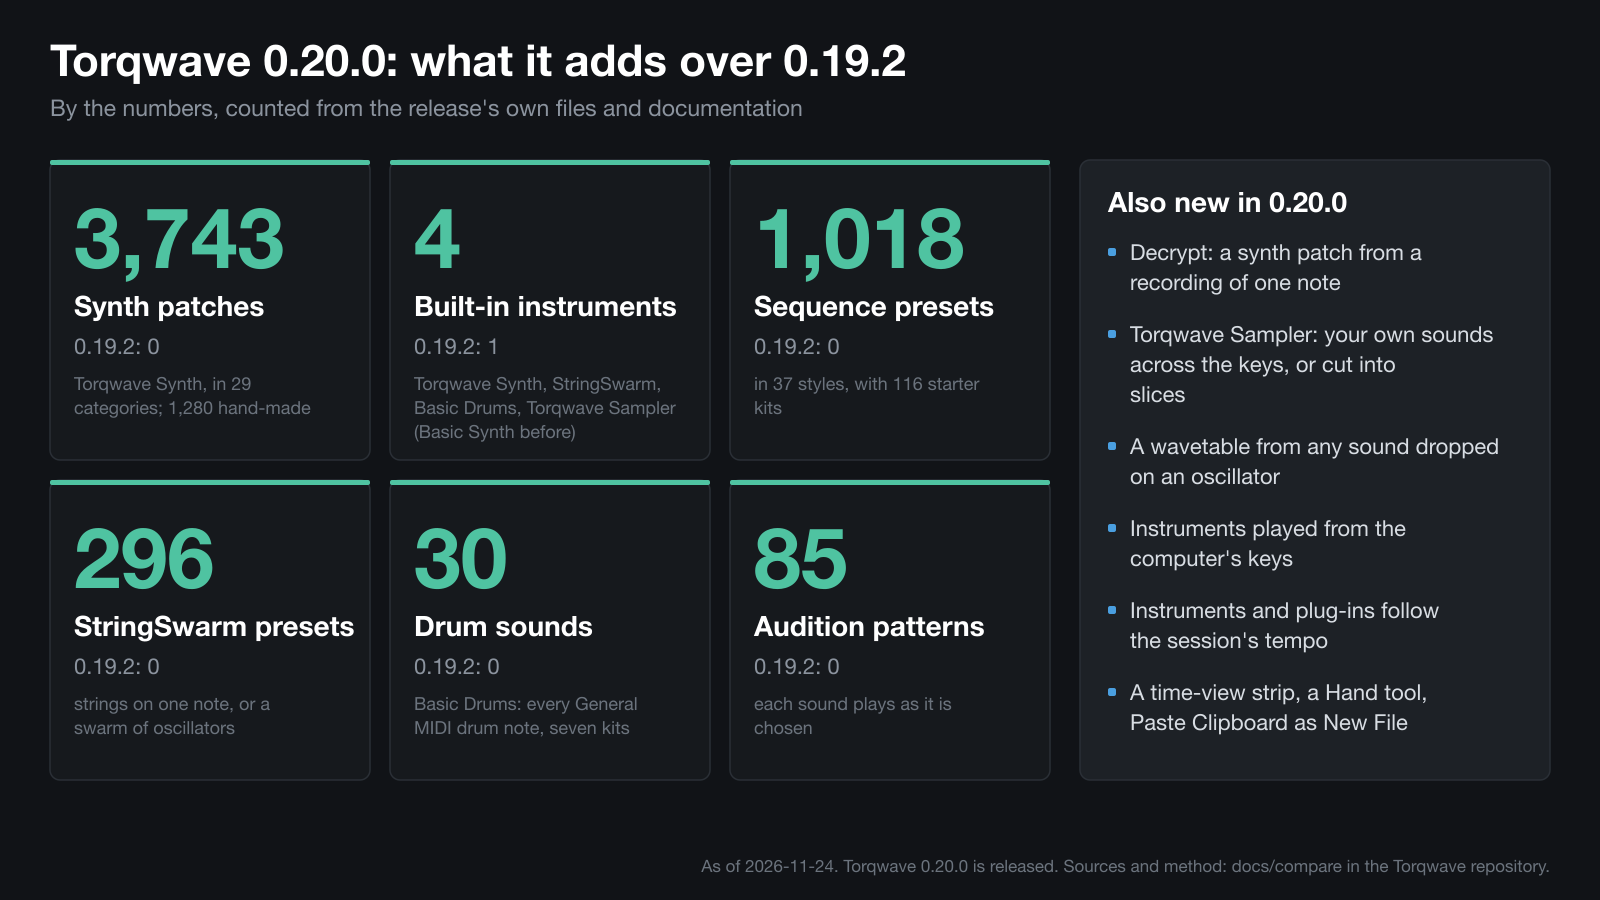 Torqwave 0.20.0: what it adds over 0.19.2
By the numbers, counted from the release's own files and documentation
3,743
Synth patches
0.19.2: 0
Torqwave Synth, in 29
categories; 1,280 hand-made
4
Built-in instruments
0.19.2: 1
Torqwave Synth, StringSwarm,
Basic Drums, Torqwave Sampler
(Basic Synth before)
1,018
Sequence presets
0.19.2: 0
in 37 styles, with 116 starter
kits
296
StringSwarm presets
0.19.2: 0
strings on one note, or a
swarm of oscillators
30
Drum sounds
0.19.2: 0
Basic Drums: every General
MIDI drum note, seven kits
85
Audition patterns
0.19.2: 0
each sound plays as it is
chosen
Also new in 0.20.0
Decrypt: a synth patch from a
recording of one note
Torqwave Sampler: your own sounds
across the keys, or cut into
slices
A wavetable from any sound dropped
on an oscillator
Instruments played from the
computer's keys
Instruments and plug-ins follow
the session's tempo
A time-view strip, a Hand tool,
Paste Clipboard as New File
As of 2026-11-24. Torqwave 0.20.0 is released. Sources and method: docs/compare in the Torqwave repository.